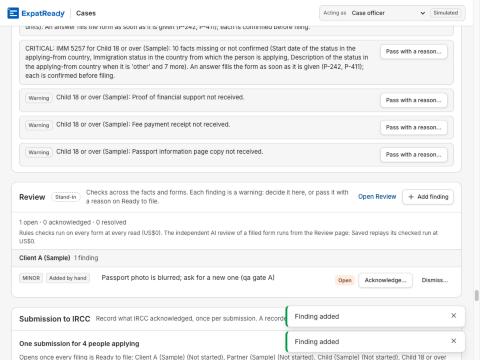 ExpatReady
Cases
Acting as
Case officer
Simulated
units). An answer fills the form as soon as it is given (P-242, P-411); each is confirmed before filing.
CRITICAL: IMM 5257 for Child 18 or over (Sample): 10 facts missing or not confirmed (Start date of the status in
the applying-from country, Immigration status in the country from which the person is applying, Description of the status in
the applying-from country when it is 'other' and 7 more). An answer fills the form as soon as it is given (P-242, P-411);
each is confirmed before filing.
Pass with a reason...
Warning
Child 18 or over (Sample): Proof of financial support not received.
Pass with a reason...
Warning
Child 18 or over (Sample): Fee payment receipt not received.
Pass with a reason...
Warning
Child 18 or over (Sample): Passport information page copy not received.
Pass with a reason...
Review
Stand-in
Checks across the facts and forms. Each finding is a warning: decide it here, or pass it with
a reason on Ready to file.
Open Review
+ Add finding
1 open · 0 acknowledged · 0 resolved
Rules checks run on every form at every read (US$0). The independent AI review of a filled form runs from the Review page; Saved replays its checked run at
US$0.
Client A (Sample) 1 finding
MINOR
Added by hand
Passport photo is blurred; ask for a new one (qa gate A)
Open
Acknowledge...
Dismiss...
Submission to IRCC
Record what IRCC acknowledged, once per submission. A
Finding added
One submission for 4 people applying
Finding added
Opens once every filing is Ready to file: Client A (Sample) (Not started), Partner (Sample) (Not started), Child (Sample) (Not started), Child 18 or